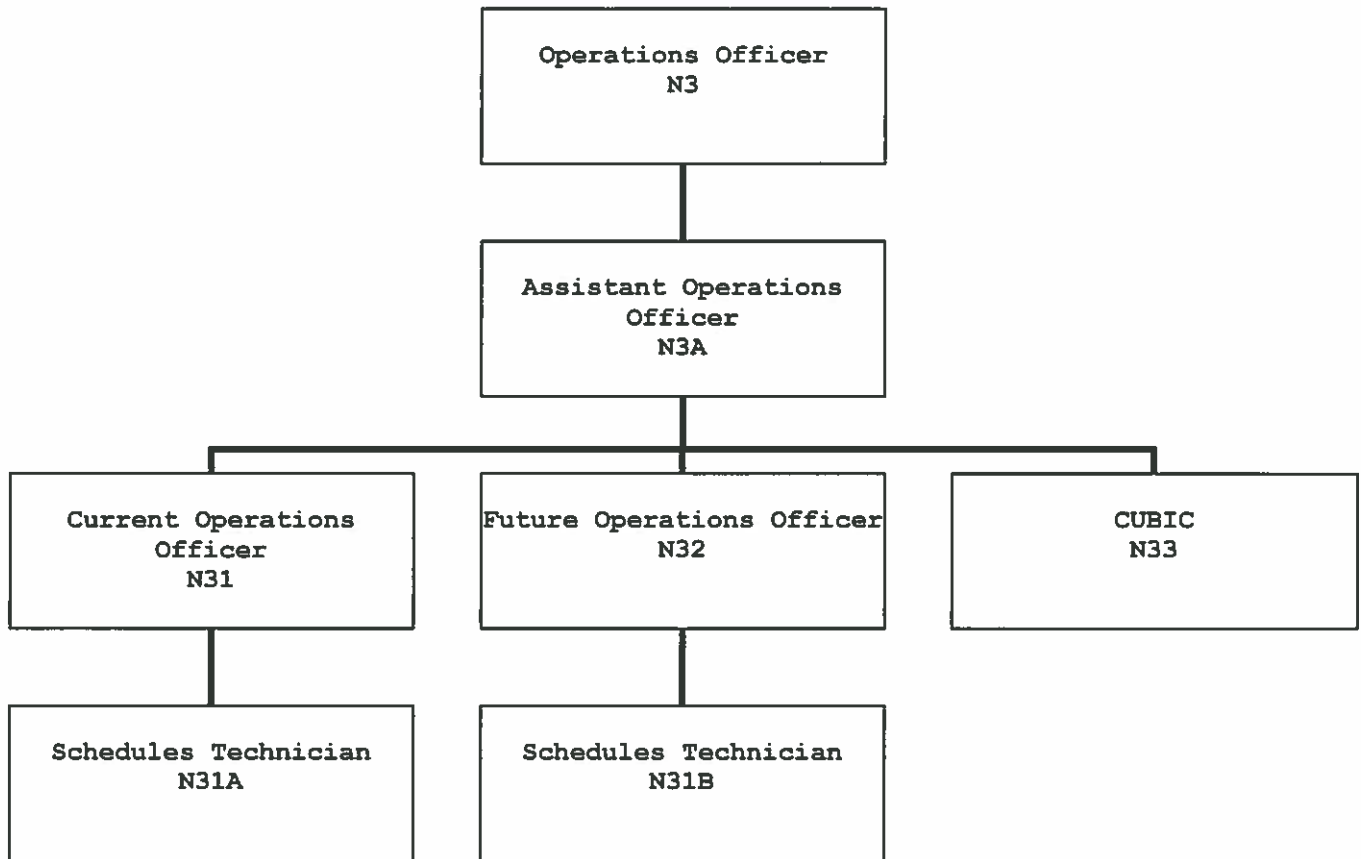 Operations Officer
N3
Assistant Operations
Officer
N3A
Current Operations
Officer
N31
Future Operations Officer
N32
CUBIC
N33
Schedules Technician
N31A
Schedules Technician
N31B